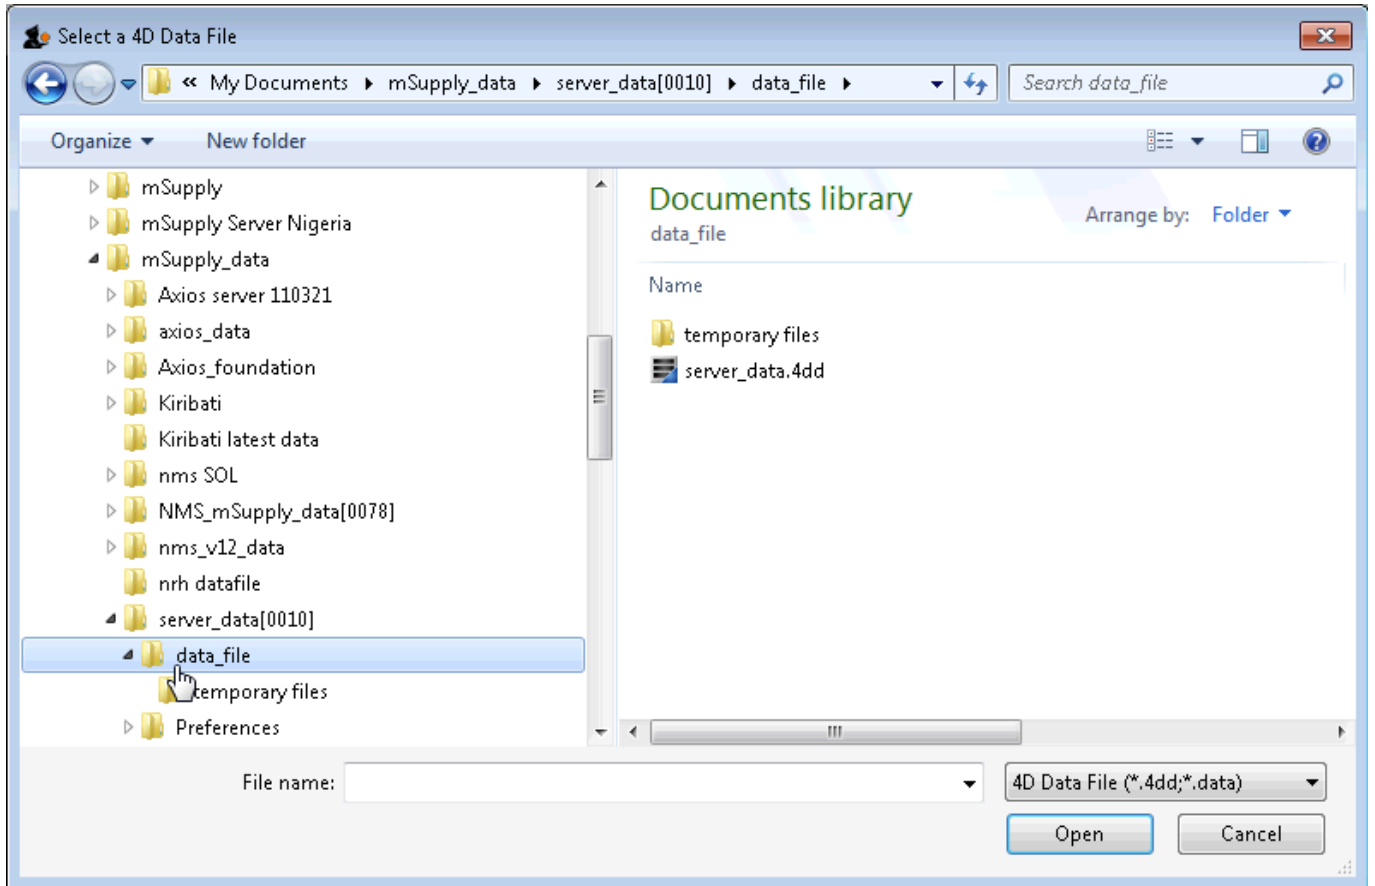 Select a 4D Data File
« My Documents mSupply_data server_data[0010] data_file Search data_file
Organize New folder
mSupply
mSupply Server Nigeria
mSupply_data
Axios server 110321
axios_data
Axios_foundation
Kiribati
Kiribati latest data
nms SOL
NMS_mSupply_data[0078]
nms_v12_data
nrh datafile
server_data[0010]
data_file
temporary files
Preferences
Documents library
data_file
Arrange by: Folder
Name
temporary files
server_data.4dd
File name: 4D Data File (*.4dd;*.data)
Open Cancel